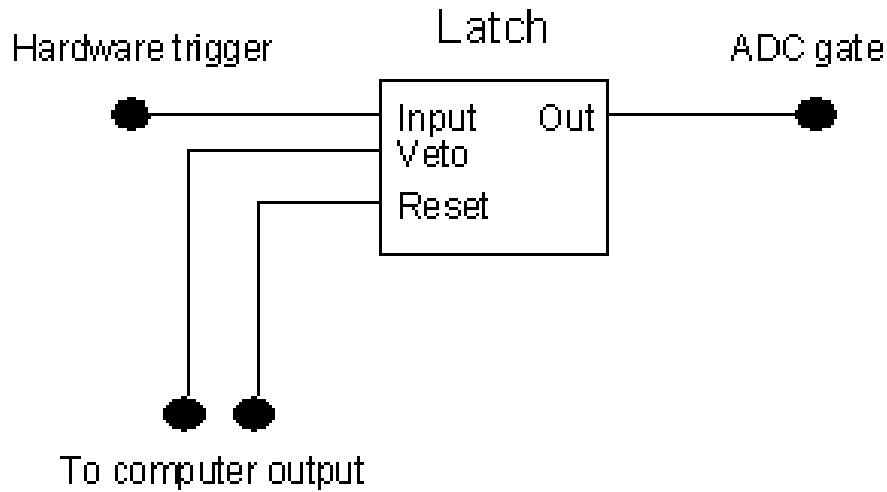 Latch
Hardware trigger
ADC gate
Input
Out
Veto
Reset
To computer output